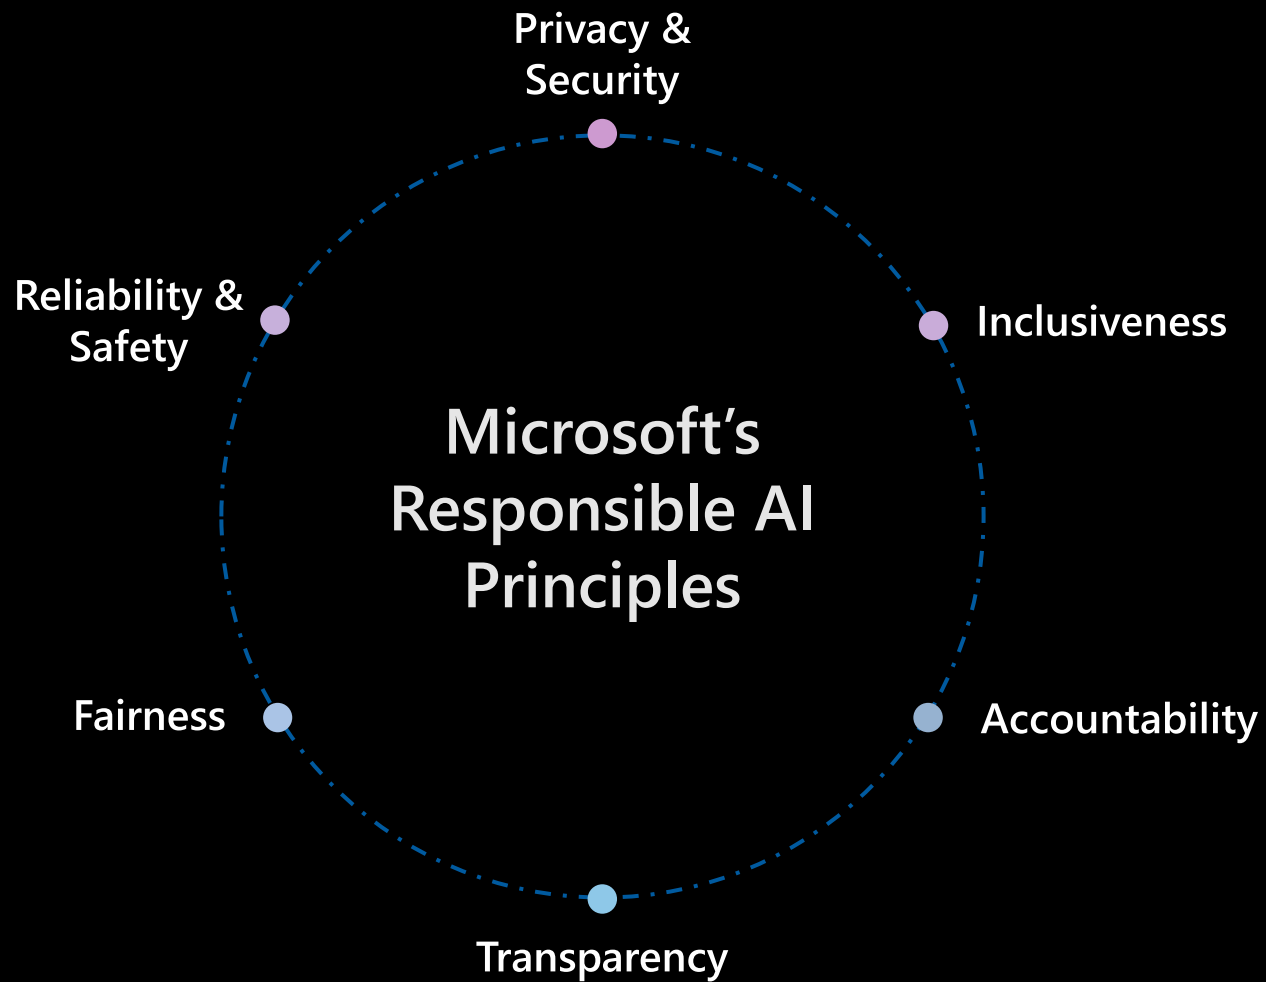 Privacy &
Security
Reliability &
Safety
Inclusiveness
Microsoft’s
Responsible AI
Principles
Fairness
Accountability
Transparency